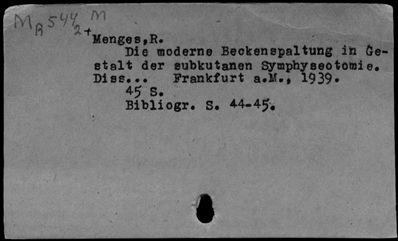 M M
R 544
2+
Menges,R.
Die moderne Beckenspaltung in Ge-
stalt der subkutanen Symphyseotomie.
Diss... Frankfurt a.M., 1939.
45 S.
Bibliogr. S. 44-45.